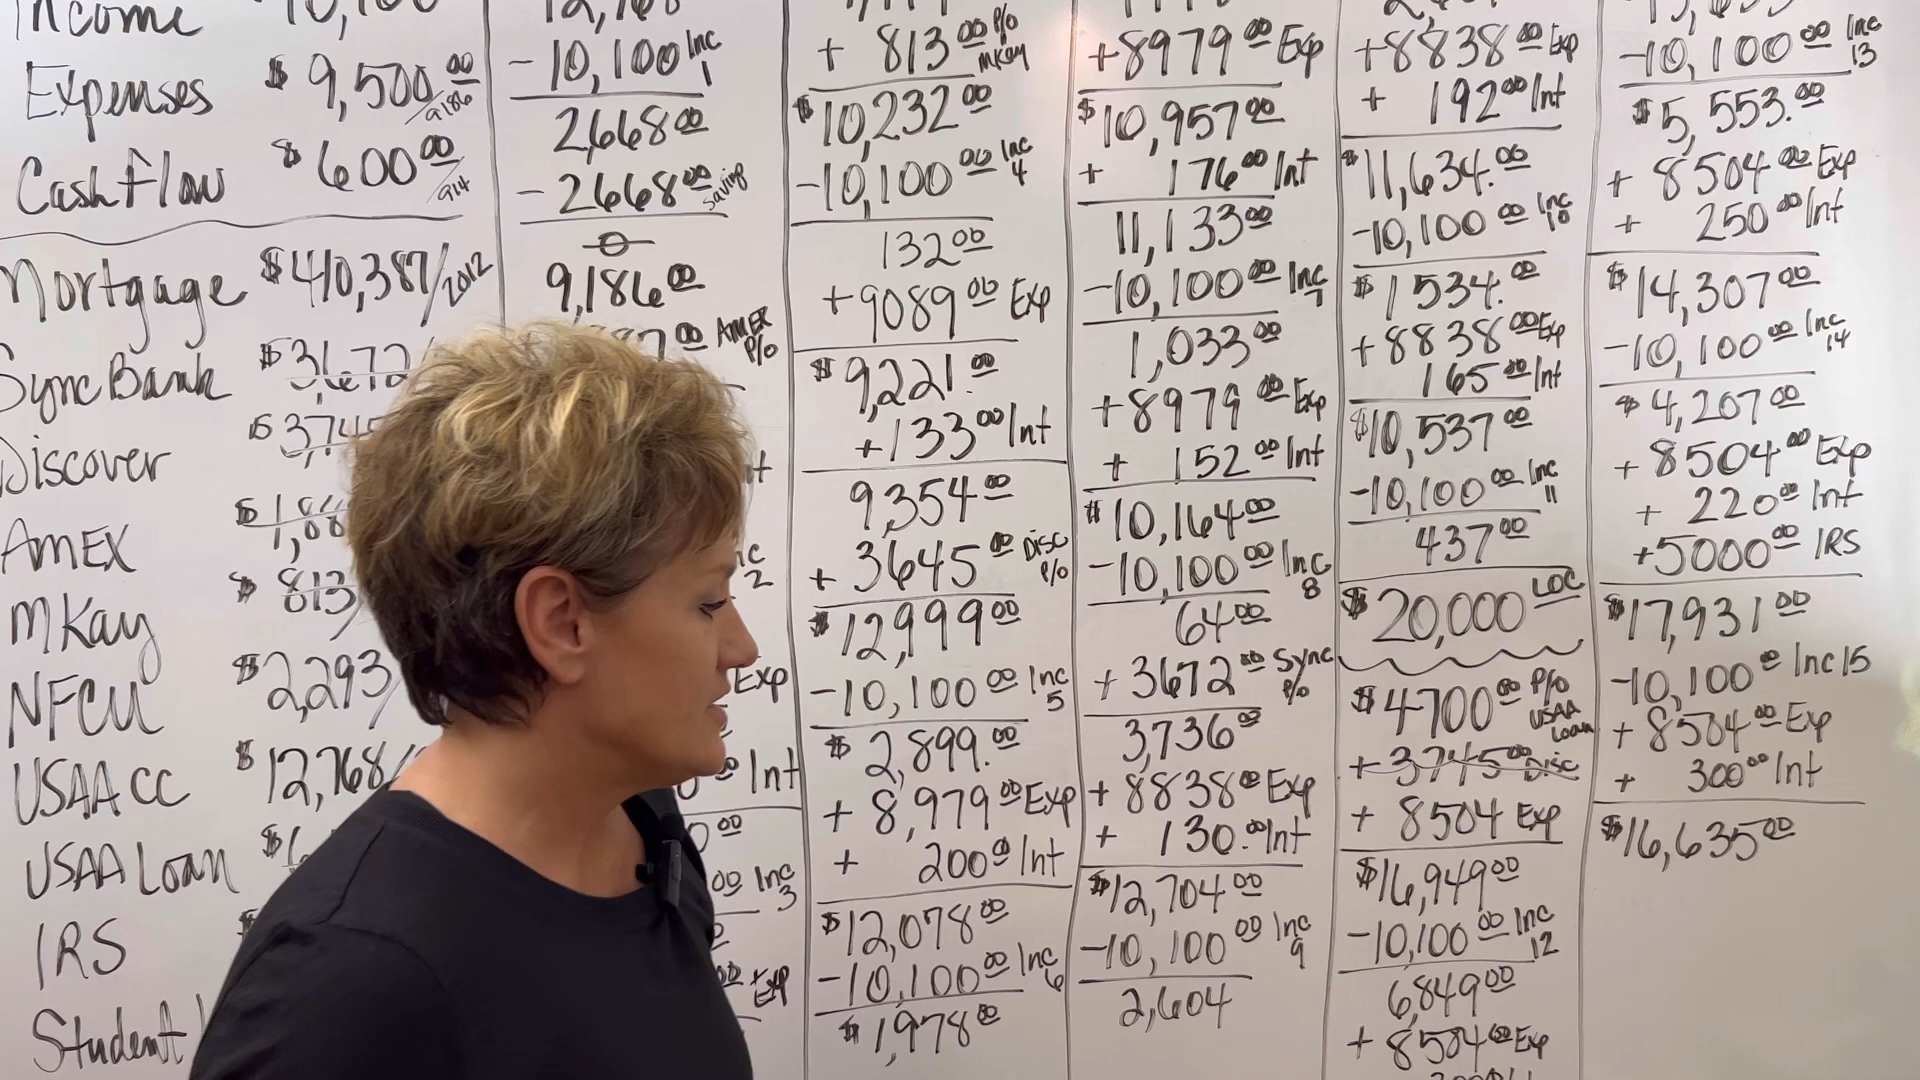 Income
Expenses $ 9,500.00 /9186
Cash flow $ 600.00 /914
Mortgage $410,387/2012
Sync Bank $3,672
Discover $3,745
AMEX
MKay $ 813
NFCU $2,293/
USAA CC $12,768/
USAA Loan
IRS
Student
12,768
-10,100 Inc 1
2,668.00
-2668.00 saving
0
9,186.00
AMEX P/O
2
Exp
Int
00 Inc 3
Exp
+ 813.00 P/O MKay
$10,232.00
-10,100.00 Inc 4
132.00
+9089.00 Exp
$9,221.00
+133.00 Int
9,354.00
+ 3645.00 Disc P/O
$12,999.00
-10,100.00 Inc 5
$2,899.00
+ 8,979.00 Exp
+ 200.0 Int
$12,078.00
-10,100.00 Inc 6
$1,978.00
+8979.00 Exp
$10,957.00
+ 176.00 Int
11,133.00
-10,100.00 Inc 7
1,033.00
+8979.00 Exp
+ 152.00 Int
$10,164.00
-10,100.00 Inc 8
64.00
+ 3672.00 Sync P/O
3,736.00
+ 8838.00 Exp
+ 130.00 Int
$12,704.00
-10,100.00 Inc 9
2,604
+8838.00 Exp
+ 192.00 Int
$11,634.00
-10,100.00 Inc 10
$1534.00
+8838.00 Exp
165.00 Int
$10,537.00
-10,100.00 Inc 11
437.00
$20,000 LOC
$4700.00 P/O USAA Loan
+3745.00 Disc
+ 8504 Exp
$16,949.00
-10,100.00 Inc 12
6,849.00
+ 8504.00 Exp
-10,100.00 Inc 13
$5,553.00
+ 8504.00 Exp
+ 250.00 Int
$14,307.00
-10,100.00 Inc 14
$4,207.00
+8504.00 Exp
+ 220.00 Int
+5000.00 IRS
$17,931.00
-10,100.0 Inc 15
+8504.00 Exp
+ 300.00 Int
$16,635.00